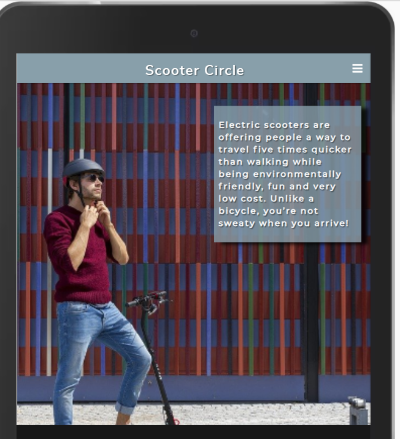 Scooter Circle
Electric scooters are
offering people a way to
travel five times quicker
than walking while
being environmentally
friendly, fun and very
low cost. Unlike a
bicycle, you're not
sweaty when you arrive!